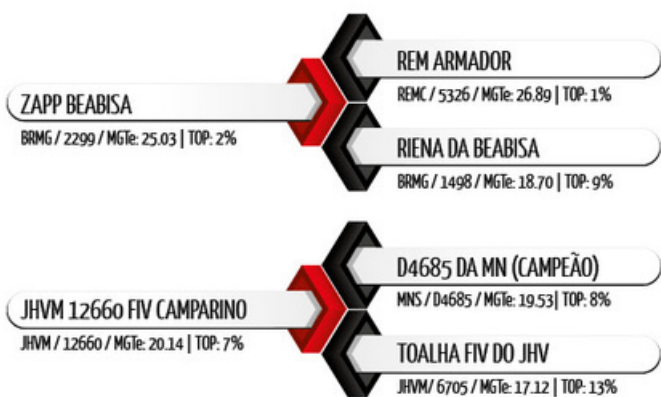 REM ARMADOR
REMC / 5326 / MGTe: 26.89 | TOP: 1%
ZAPP BEABISA
BRMG / 2299 / MGTe: 25.03 | TOP: 2%
RIENA DA BEABISA
BRMG / 1498 / MGTe: 18.70 | TOP: 9%
D4685 DA MN (CAMPEÃO)
MNS / D4685 / MGTe: 19.53 | TOP: 8%
JHVM 12660 FIV CAMPARINO
JHVM / 12660 / MGTe: 20.14 | TOP: 7%
TOALHA FIV DO JHV
JHVM/ 6705 / MGTe: 17.12 | TOP: 13%